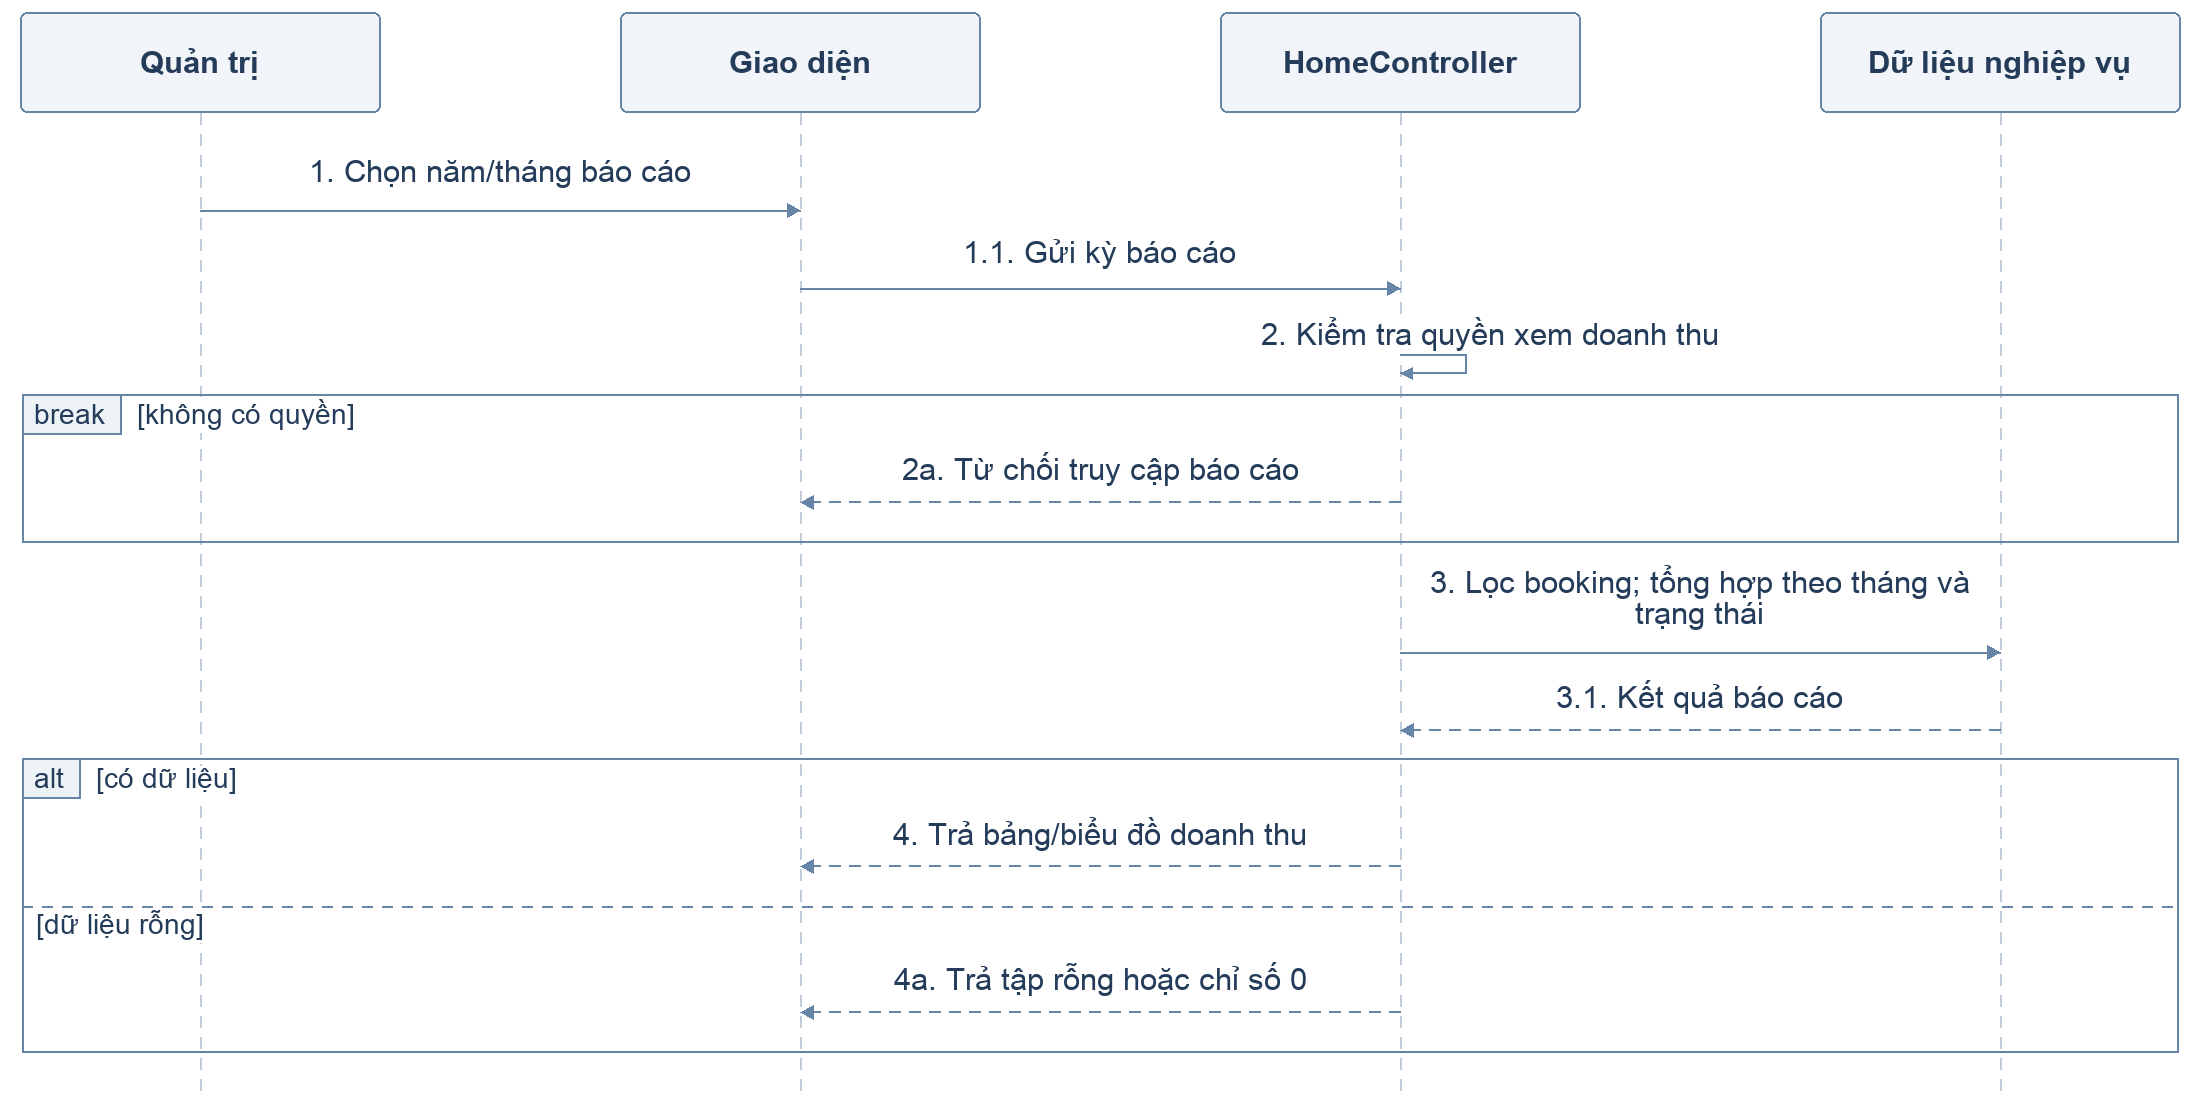 Quản trị
Giao diện
HomeController
Dữ liệu nghiệp vụ
1. Chọn năm/tháng báo cáo
1.1. Gửi kỳ báo cáo
2. Kiểm tra quyền xem doanh thu
break [không có quyền]
2a. Từ chối truy cập báo cáo
3. Lọc booking; tổng hợp theo tháng và
trạng thái
3.1. Kết quả báo cáo
alt [có dữ liệu]
4. Trả bảng/biểu đồ doanh thu
[dữ liệu rỗng]
4a. Trả tập rỗng hoặc chỉ số 0